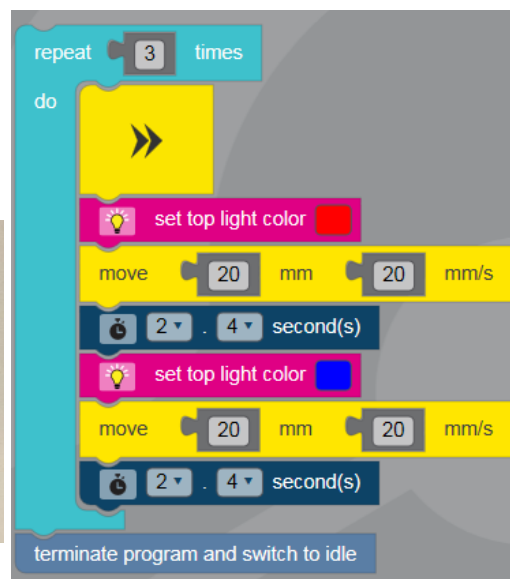 repeat 3 times
do
»
set top light color
move 20 mm 20 mm/s
2 . 4 second(s)
set top light color
move 20 mm 20 mm/s
2 . 4 second(s)
terminate program and switch to idle